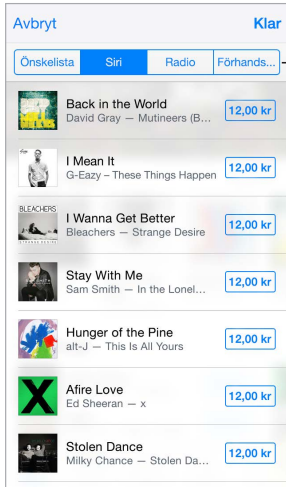 Avbryt Klar
Önskelista Siri Radio Förhands...
Back in the World
David Gray — Mutineers (B...
12,00 kr
I Mean It
G-Eazy – These Things Happen
12,00 kr
BLEACHERS
STRANGE DESIRE
I Wanna Get Better
Bleachers — Strange Desire
12,00 kr
Stay With Me
Sam Smith — In the Lonel...
12,00 kr
Hunger of the Pine
alt-J — This Is All Yours
12,00 kr
X
Afire Love
Ed Sheeran — x
12,00 kr
Stolen Dance
Milky Chance — Stolen Da...
12,00 kr